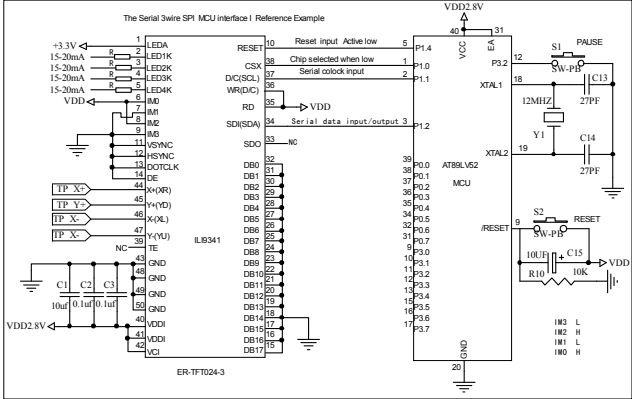 The Serial 3wire SPI MCU interface I Reference Example
VDD2.8V
+3.3V
15-20mA
15-20mA
15-20mA
15-20mA
R
R
R
R
1 LEDA
2 LED1K
3 LED2K
4 LED3K
5 LED4K
VDD
6 IM0
7 IM1
8 IM2
9 IM3
11 VSYNC
12 HSYNC
13 DOTCLK
14 DE
TP X+ 44 X+(XR)
TP Y+ 45 Y+(YD)
TP X- 46 X-(XL)
TP X- 47 Y-(YU)
NC 39 TE
43 GND
48 GND
49 GND
50 GND
40 VDDI
41 VDDI
42 VCI
C1 C2 C3
10uf 0.1uf 0.1uf
VDD2.8V
ILI9341
ER-TFT024-3
RESET 10 Reset input Active low 5 P1.4
CSX 38 Chip selected when low 1 P1.0
D/C(SCL) 37 Serial colock input 2 P1.1
WR(D/C) 36
RD 35 VDD
SDI(SDA) 34 Serial data input/output 3 P1.2
SDO 33 NC
DB0 32
DB1 31
DB2 30
DB3 29
DB4 28
DB5 27
DB6 26
DB7 25
DB8 24
DB9 23
DB10 22
DB11 21
DB12 20
DB13 19
DB14 18
DB15 17
DB16 16
DB17 15
40 VCC
31 EA
39 P0.0
38 P0.1
37 P0.2
36 P0.3
35 P0.4
34 P0.5
33 P0.6
32 P0.7
31
9 P3.0
10 P3.1
11 P3.2
12 P3.3
13 P3.4
14 P3.5
15 P3.6
16 P3.7
17
AT89LV52
MCU
GND
20
P3.2 12
S1 PAUSE
SW-PB
XTAL1 18
C13
27PF
12MHZ
Y1
XTAL2 19
C14
27PF
/RESET 9
S2 RESET
SW-PB
10UF + C15
VDD
R10 10K
IM3 L
IM2 H
IM1 L
IM0 H